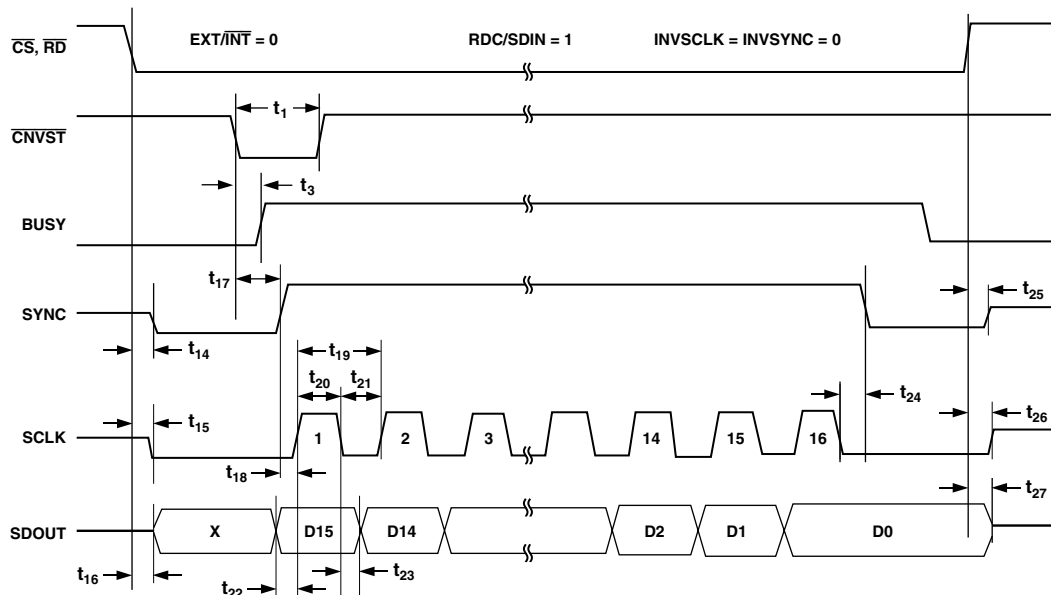 CS, RD
EXT/INT = 0
RDC/SDIN = 1
INVSCLK = INVSYNC = 0
t1
CNVST
t3
BUSY
t17
t25
SYNC
t14
t19
t20
t21
t24
t15
t26
SCLK
1
2
3
14
15
16
t18
t27
SDOUT
X
D15
D14
D2
D1
D0
t16
t22
t23